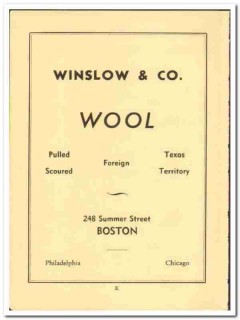 WINSLOW & CO.
WOOL
Pulled Foreign Texas
Scoured Territory
248 Summer Street
BOSTON
Philadelphia Chicago